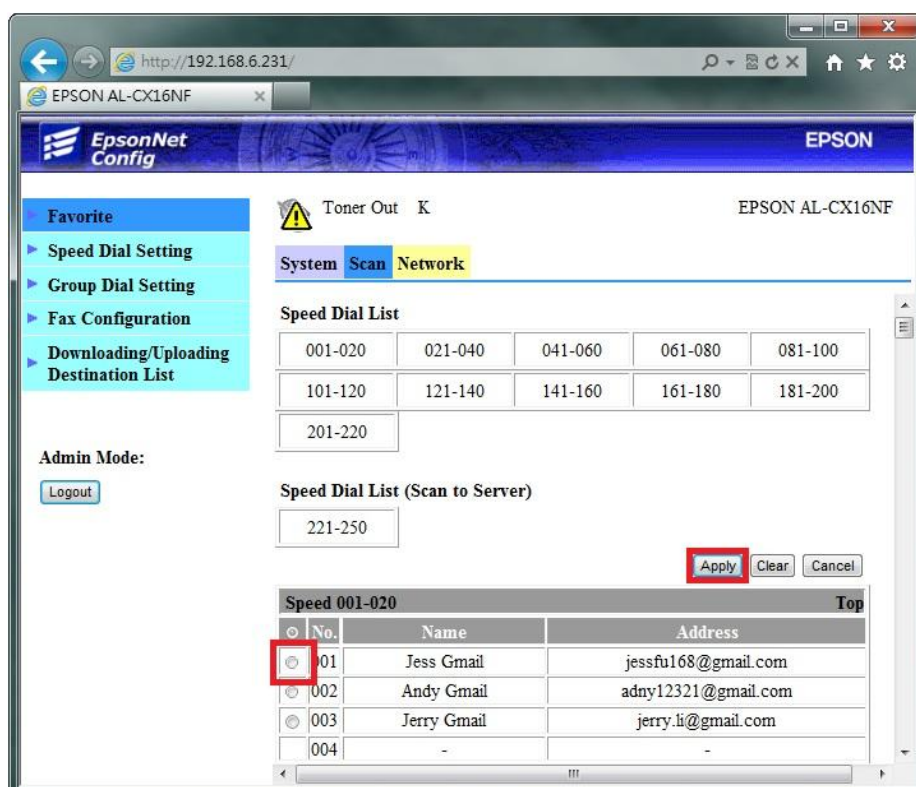 http://192.168.6.231/
EPSON AL-CX16NF
EpsonNet
Config
EPSON
Favorite
Speed Dial Setting
Group Dial Setting
Fax Configuration
Downloading/Uploading
Destination List
Admin Mode:
Logout
Toner Out K
EPSON AL-CX16NF
System Scan Network
Speed Dial List
001-020 021-040 041-060 061-080 081-100
101-120 121-140 141-160 161-180 181-200
201-220
Speed Dial List (Scan to Server)
221-250
Apply Clear Cancel
Speed 001-020 Top
No. Name Address
001 Jess Gmail jessfu168@gmail.com
002 Andy Gmail adny12321@gmail.com
003 Jerry Gmail jerry.li@gmail.com
004 - -